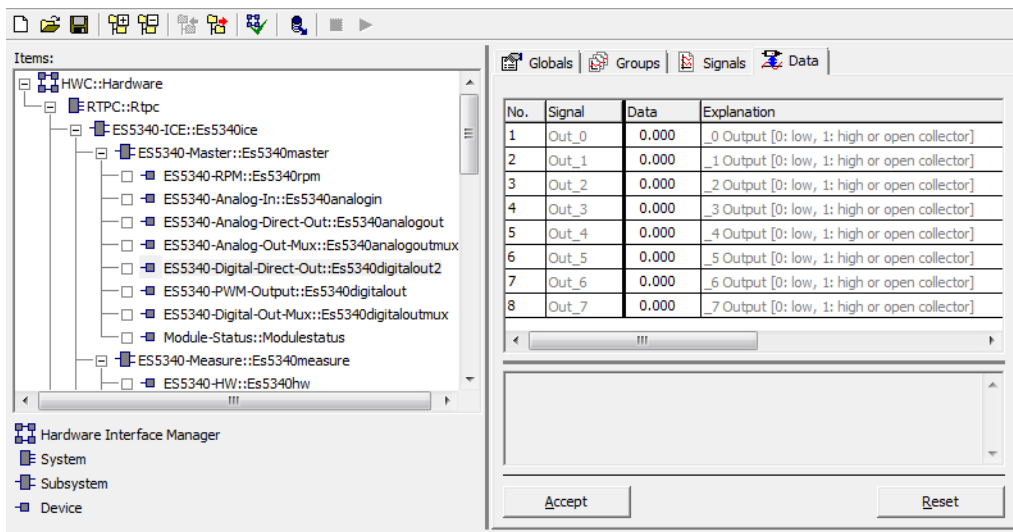 Items:
HWC::Hardware
RTPC::Rtpc
ES5340-ICE::Es5340ice
ES5340-Master::Es5340master
ES5340-RPM::Es5340rpm
ES5340-Analog-In::Es5340analogin
ES5340-Analog-Direct-Out::Es5340analogout
ES5340-Analog-Out-Mux::Es5340analogoutmux
ES5340-Digital-Direct-Out::Es5340digitalout2
ES5340-PWM-Output::Es5340digitalout
ES5340-Digital-Out-Mux::Es5340digitaloutmux
Module-Status::Modulestatus
ES5340-Measure::Es5340measure
ES5340-HW::Es5340hw
Hardware Interface Manager
System
Subsystem
Device
Globals Groups Signals Data
No. Signal Data Explanation
1 Out_0 0.000 _0 Output [0: low, 1: high or open collector]
2 Out_1 0.000 _1 Output [0: low, 1: high or open collector]
3 Out_2 0.000 _2 Output [0: low, 1: high or open collector]
4 Out_3 0.000 _3 Output [0: low, 1: high or open collector]
5 Out_4 0.000 _4 Output [0: low, 1: high or open collector]
6 Out_5 0.000 _5 Output [0: low, 1: high or open collector]
7 Out_6 0.000 _6 Output [0: low, 1: high or open collector]
8 Out_7 0.000 _7 Output [0: low, 1: high or open collector]
Accept Reset